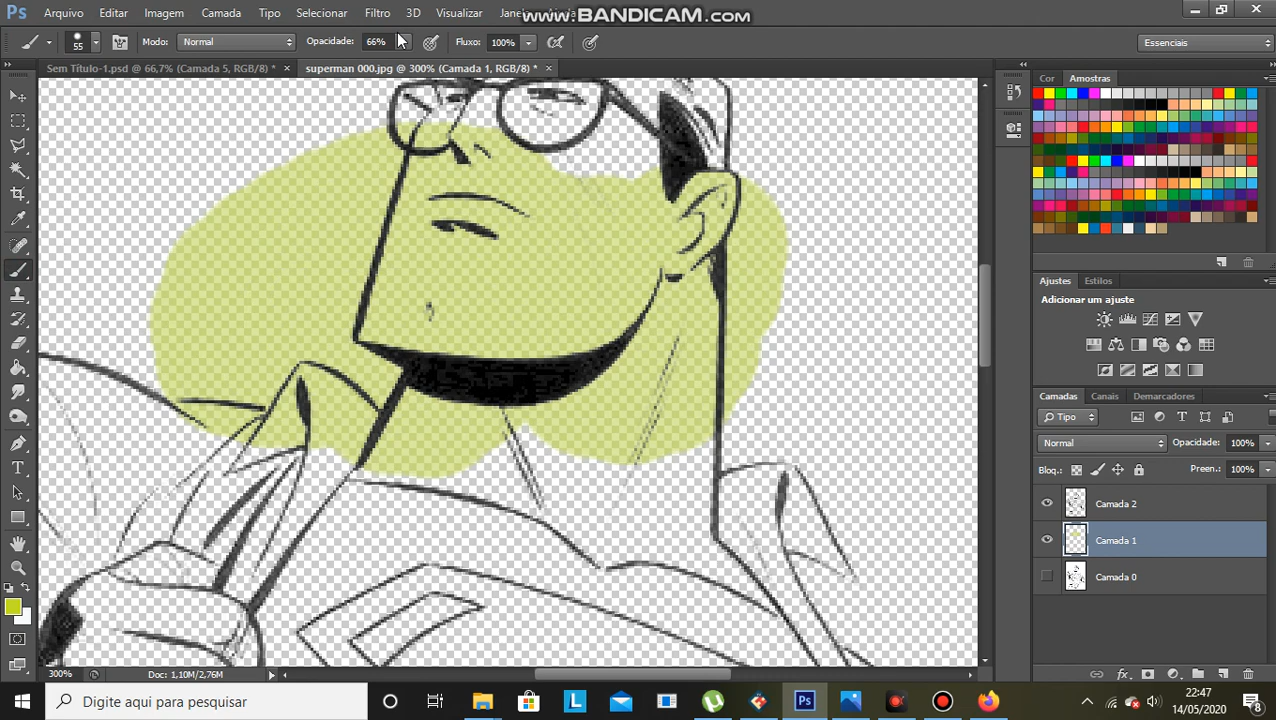 Ps Arquivo Editar Imagem Camada Tipo Selecionar Filtro 3D Visualizar
www.BANDICAM.com
55 Modo: Normal Opacidade: 66% Fluxo: 100% Essenciais
Sem Título-1.psd @ 66,7% (Camada 5, RGB/8) * × superman 000.jpg @ 300% (Camada 1, RGB/8) * ×
Cor Amostras
Ajustes Estilos
Adicionar um ajuste
Camadas Canais Demarcadores
Tipo
Normal Opacidade: 100%
Bloq.: Preen.: 100%
Camada 2
Camada 1
Camada 0
300% Doc: 1,10M/2,76M
Digite aqui para pesquisar
22:47
14/05/2020
8